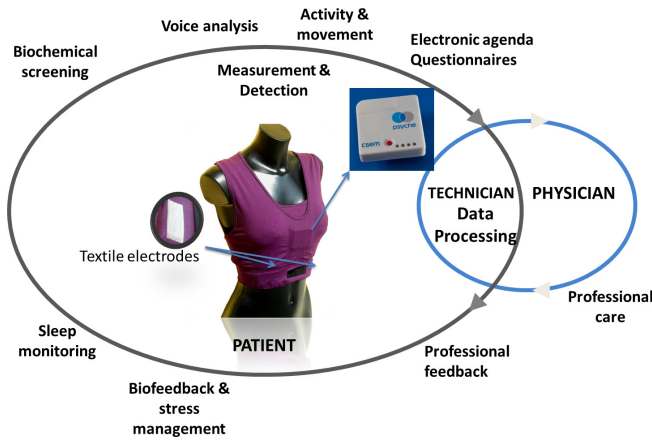 Activity &
movement
Voice analysis
Electronic agenda
Questionnaires
Biochemical
screening
Measurement &
Detection
psyche
csem
TECHNICIAN
Data
Processing
PHYSICIAN
Textile electrodes
Professional
care
Sleep
monitoring
PATIENT
Professional
feedback
Biofeedback &
stress
management